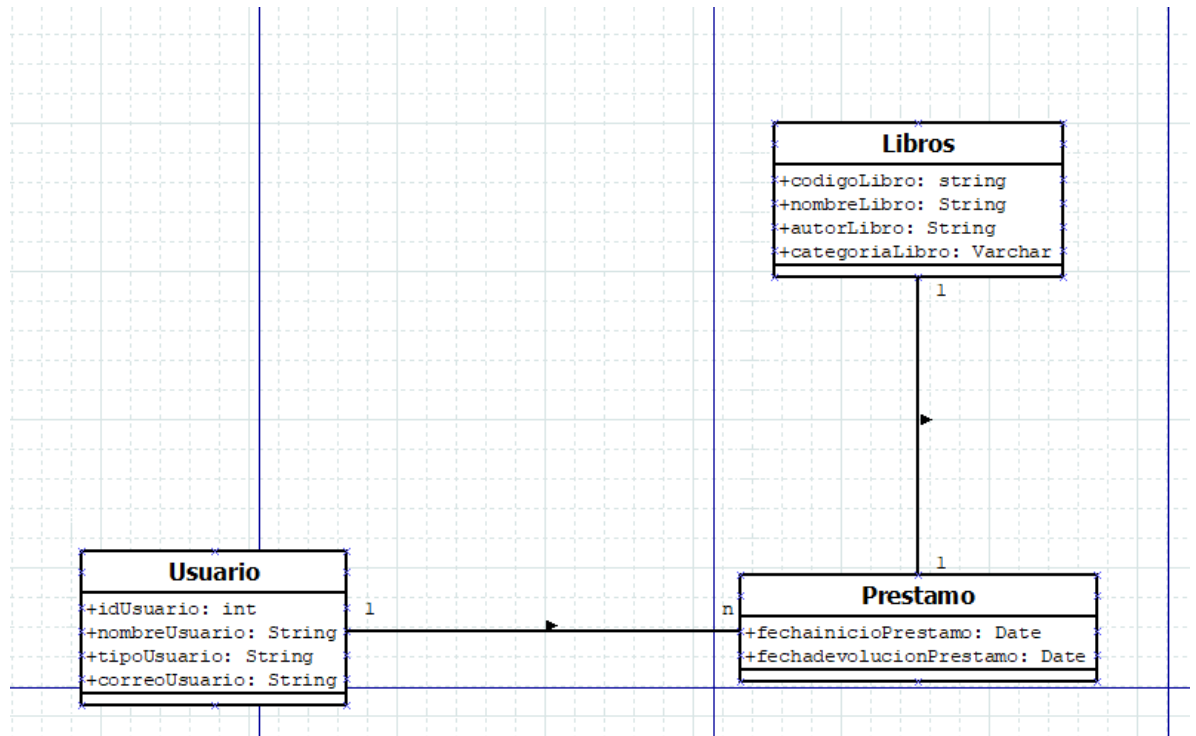 Libros
+codigoLibro: string
+nombreLibro: String
+autorLibro: String
+categoriaLibro: Varchar
1
1
Usuario
+idUsuario: int
+nombreUsuario: String
+tipoUsuario: String
+correoUsuario: String
1
n
Prestamo
+fechainicioPrestamo: Date
+fechadevolucionPrestamo: Date